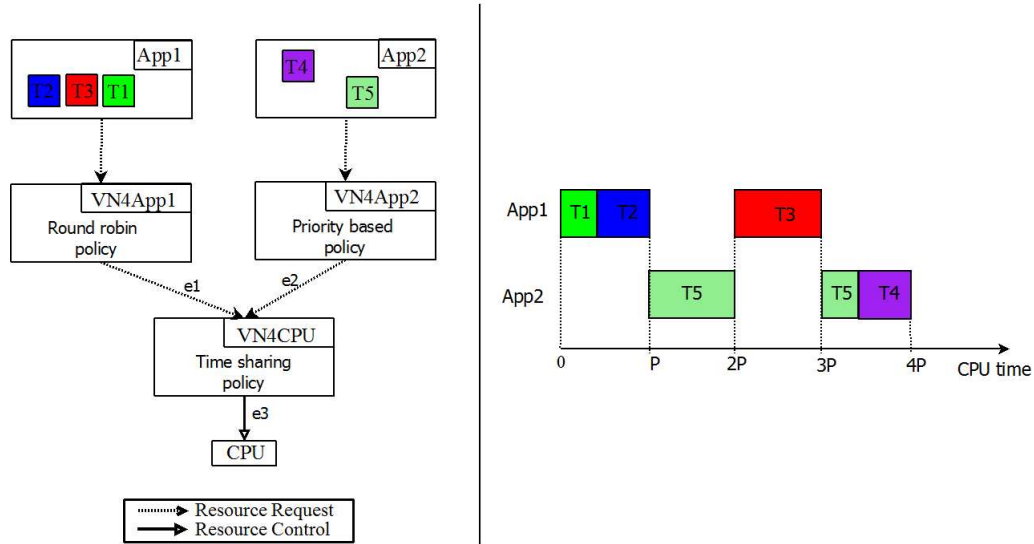 App1
T2
T3
T1
App2
T4
T5
VN4App1
Round robin
policy
VN4App2
Priority based
policy
e1
e2
VN4CPU
Time sharing
policy
e3
CPU
Resource Request
Resource Control
App1
T1
T2
T3
App2
T5
T5
T4
0
P
2P
3P
4P
CPU time